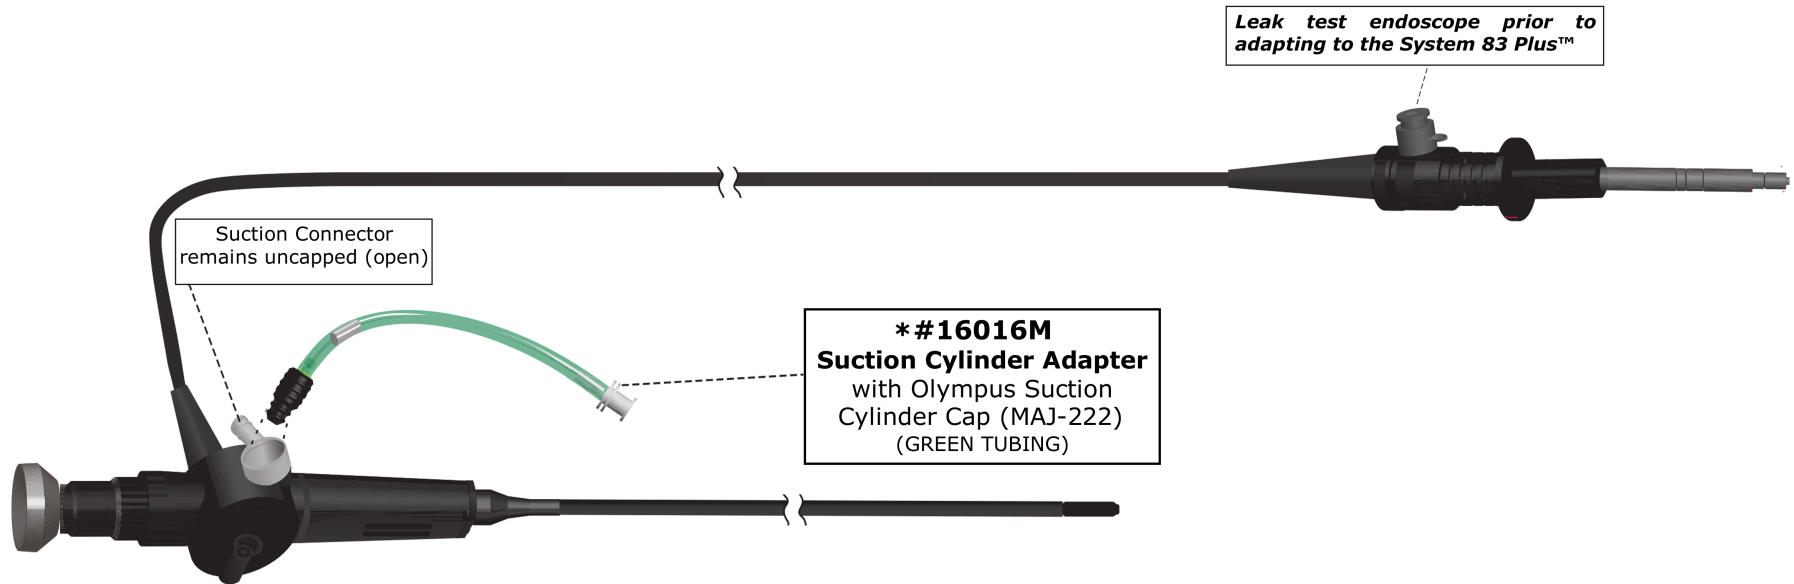 Leak test endoscope prior to
adapting to the System 83 Plus™
Suction Connector
remains uncapped (open)
*#16016M
Suction Cylinder Adapter
with Olympus Suction
Cylinder Cap (MAJ-222)
(GREEN TUBING)